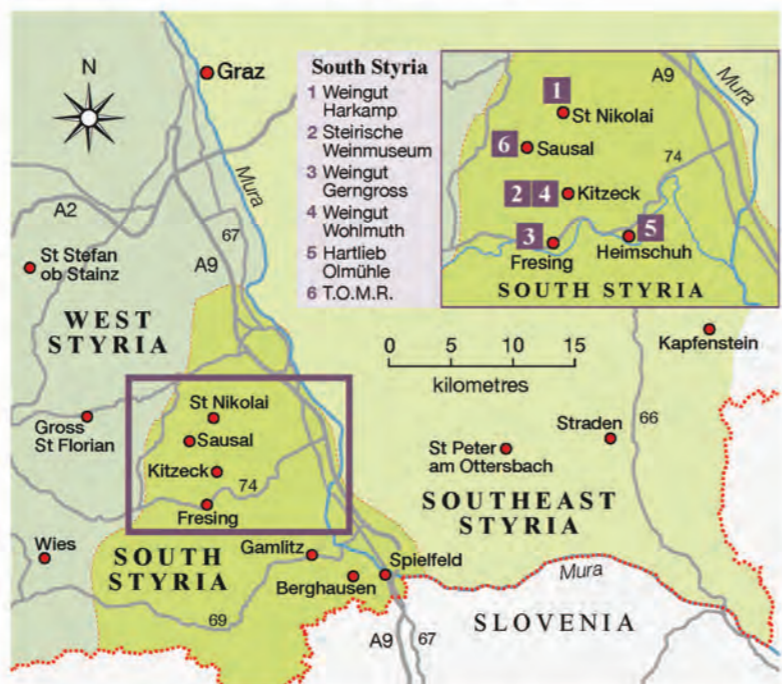 N
Graz
Mura
A2
67
A9
St Stefan
ob Stainz
WEST
STYRIA
South Styria
1 Weingut
Harkamp
2 Steirische
Weinmuseum
3 Weingut
Gerngross
4 Weingut
Wohlmuth
5 Hartlieb
Olmühle
6 T.O.M.R.
A9
Mura
1
St Nikolai
6
Sausal
74
2 4
Kitzeck
3
5
Fresing
Heimschuh
SOUTH STYRIA
0 5 10 15
kilometres
Kapfenstein
St Nikolai
Gross
St Florian
Sausal
Kitzeck
74
Fresing
Straden
66
St Peter
am Ottersbach
SOUTHEAST
STYRIA
Wies
SOUTH
STYRIA
Gamlitz
Spielfeld
Berghausen
Mura
69
A9
67
SLOVENIA